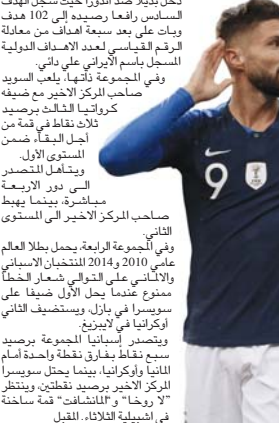 دخل بديلا ضد اندورا حيث سجل الهدف
السادس رافعا رصيده إلى 102 هدف
وبات على بعد سبعة اهداف من معادلة
الرقم القياسي لعدد الاهداف الدولية
المسجل باسم الايراني علي دائي.
وفي المجموعة ذاتها، يلعب السويد
صاحب المركز الاخير مع ضيفه
كرواتيا الثالث برصيد
ثلاث نقاط في قمة من
أجل البقاء ضمن
المستوى الأول.
ويتأهل المتصدر
الى دور الاربعة
مباشرة، بينما يهبط
صاحب المركز الاخير الى المستوى
الثاني.
وفي المجموعة الرابعة، يحمل بطلا العالم
عامي 2010 و2014 المنتخبان الاسباني
والالماني على التوالي شعار الخطأ
ممنوع عندما يحل الأول ضيفا على
سويسرا في بازل، ويستضيف الثاني
أوكرانيا في لايبزيغ.
ويتصدر إسبانيا المجموعة برصيد
سبع نقاط بفارق نقطة واحدة أمام
المانيا وأوكرانيا، بينما يحتل سويسرا
المركز الاخير برصيد نقطتين، وينتظر
"لا روخا" و"المانشافت" قمة ساخنة
في اشبيلية الثلاثاء المقبل.
9